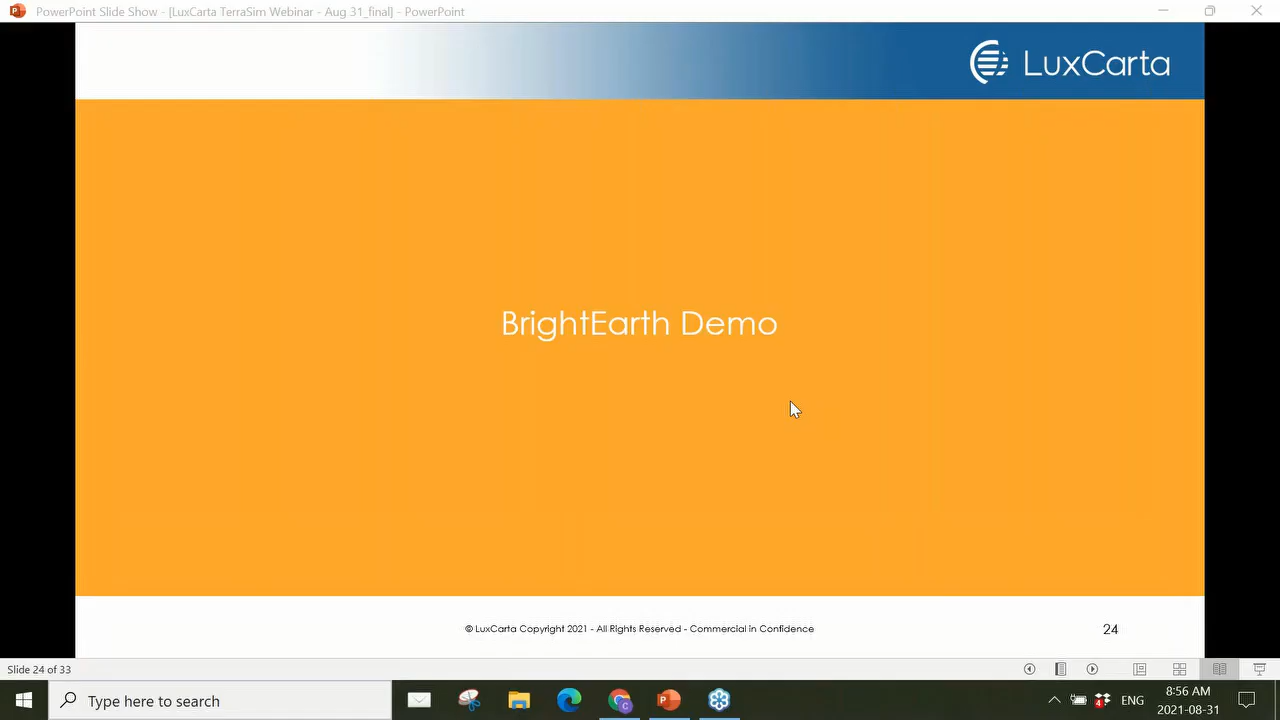 PowerPoint Slide Show - [LuxCarta TerraSim Webinar - Aug 31_final] - PowerPoint
LuxCarta
BrightEarth Demo
© LuxCarta Copyright 2021 - All Rights Reserved - Commercial in Confidence
24
Slide 24 of 33
Type here to search
4
ENG
8:56 AM
2021-08-31